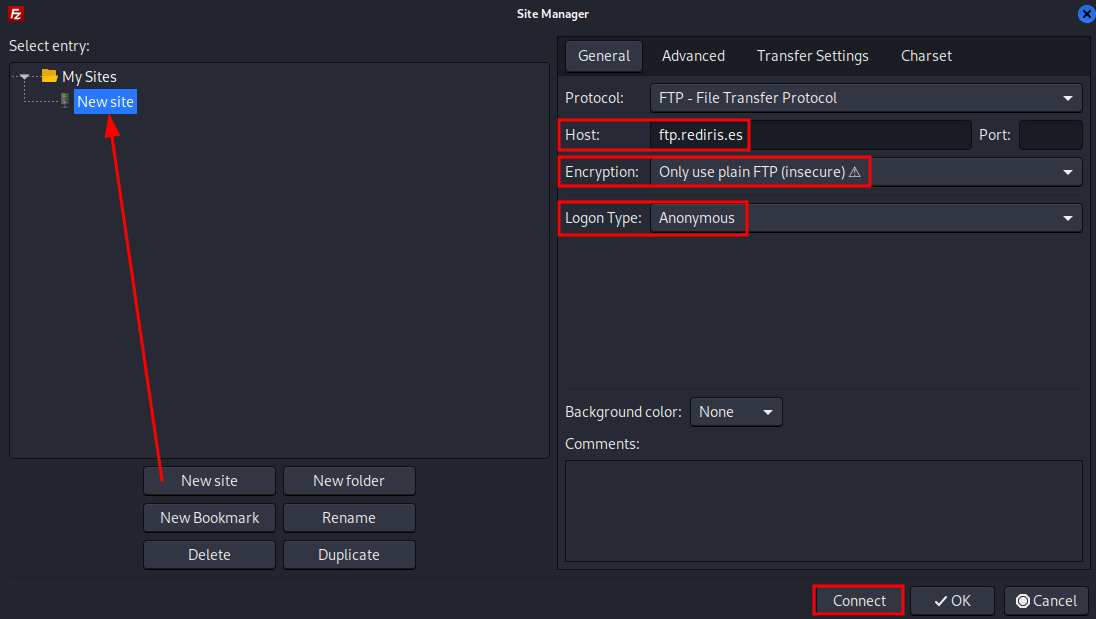 Fz
Site Manager
Select entry:
My Sites
New site
New site
New folder
New Bookmark
Rename
Delete
Duplicate
General
Advanced
Transfer Settings
Charset
Protocol:
FTP - File Transfer Protocol
Host:
ftp.rediris.es
Port:
Encryption:
Only use plain FTP (insecure) ⚠
Logon Type:
Anonymous
Background color:
None
Comments:
Connect
OK
Cancel